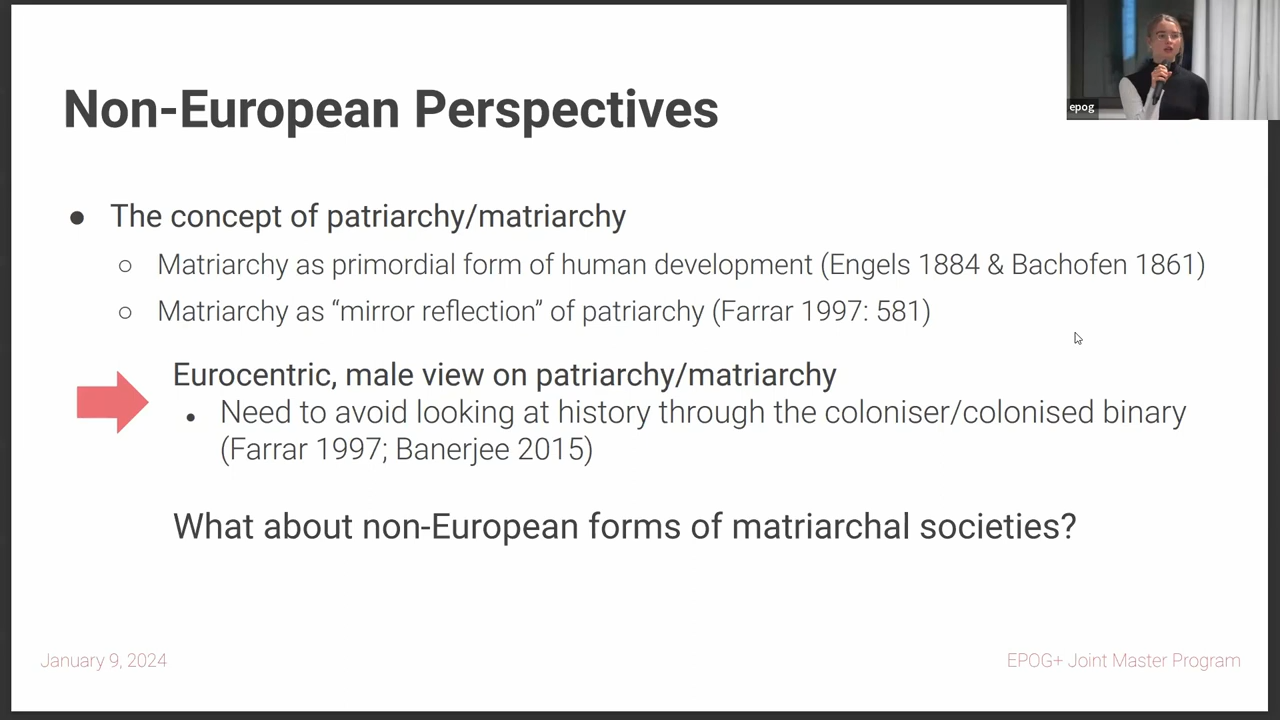 Non-European Perspectives
epog
● The concept of patriarchy/matriarchy
○ Matriarchy as primordial form of human development (Engels 1884 & Bachofen 1861)
○ Matriarchy as “mirror reflection” of patriarchy (Farrar 1997: 581)
Eurocentric, male view on patriarchy/matriarchy
• Need to avoid looking at history through the coloniser/colonised binary
(Farrar 1997; Banerjee 2015)
What about non-European forms of matriarchal societies?
January 9, 2024
EPOG+ Joint Master Program